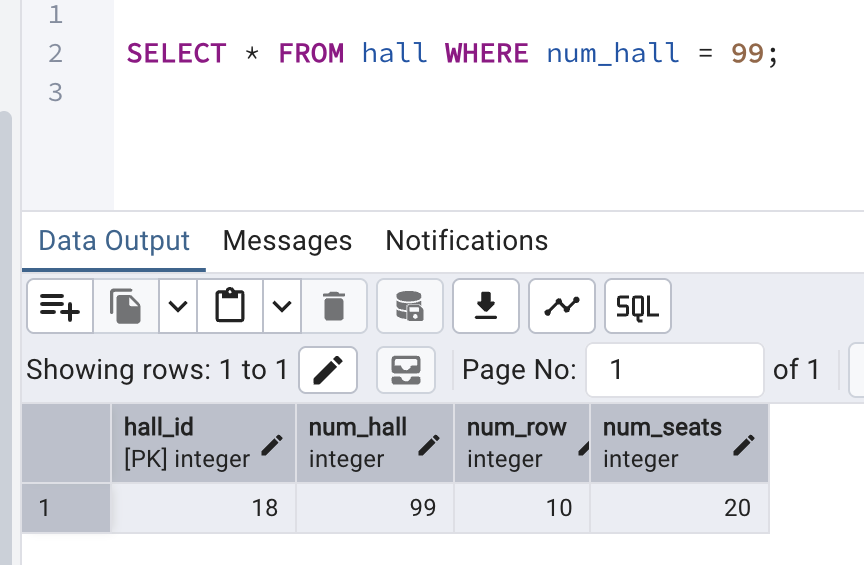 1
2 SELECT * FROM hall WHERE num_hall = 99;
3
Data Output Messages Notifications
SQL
Showing rows: 1 to 1 Page No: 1 of 1
hall_id num_hall num_row num_seats
[PK] integer integer integer integer
1 18 99 10 20